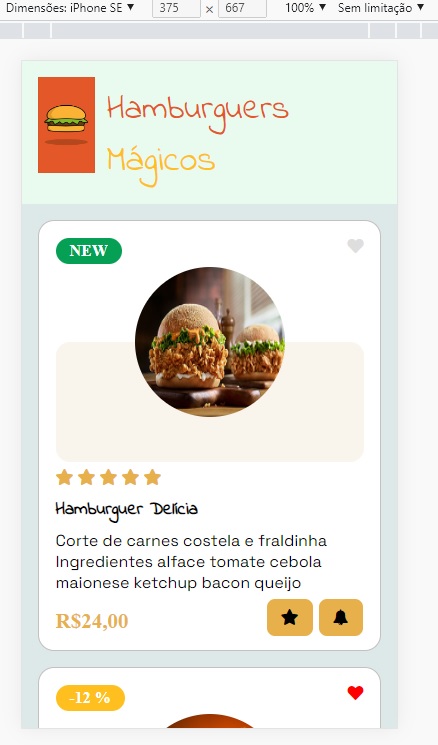 Dimensões: iPhone SE ▼ 375 × 667 100% ▼ Sem limitação ▼
Hamburguers
Mágicos
NEW
Hamburguer Delícia
Corte de carnes costela e fraldinha
Ingredientes alface tomate cebola
maionese ketchup bacon queijo
R$24,00
-12 %